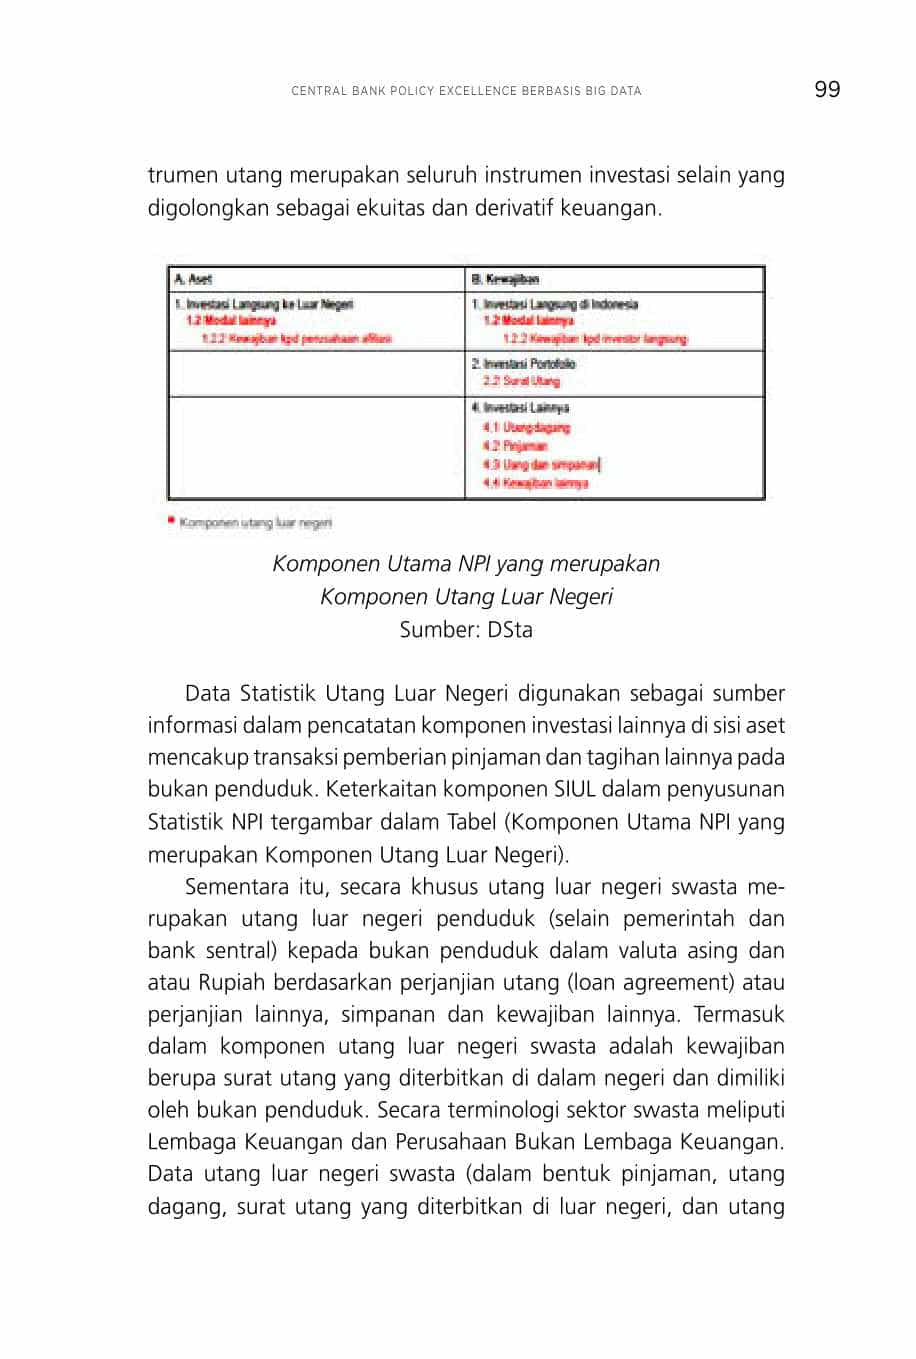 CENTRAL BANK POLICY EXCELLENCE BERBASIS BIG DATA
99
trumen utang merupakan seluruh instrumen investasi selain yang
digolongkan sebagai ekuitas dan derivatif keuangan.
A. Aset
B. Kewajiban
1. Investasi Langsung ke Luar Negeri
1.2 Modal lainnya
1.2.2 Kewajiban kpd perusahaan afiliasi
1. Investasi Langsung di Indonesia
1.2 Modal lainnya
1.2.2 Kewajiban kpd investor langsung
2. Investasi Portofolio
2.2 Surat Utang
4. Investasi Lainnya
4.1 Utang dagang
4.2 Pinjaman
4.3 Uang dan simpanan
4.4 Kewajiban lainnya
Komponen utang luar negeri
Komponen Utama NPI yang merupakan
Komponen Utang Luar Negeri
Sumber: DSta
Data Statistik Utang Luar Negeri digunakan sebagai sumber
informasi dalam pencatatan komponen investasi lainnya di sisi aset
mencakup transaksi pemberian pinjaman dan tagihan lainnya pada
bukan penduduk. Keterkaitan komponen SIUL dalam penyusunan
Statistik NPI tergambar dalam Tabel (Komponen Utama NPI yang
merupakan Komponen Utang Luar Negeri).
Sementara itu, secara khusus utang luar negeri swasta me-
rupakan utang luar negeri penduduk (selain pemerintah dan
bank sentral) kepada bukan penduduk dalam valuta asing dan
atau Rupiah berdasarkan perjanjian utang (loan agreement) atau
perjanjian lainnya, simpanan dan kewajiban lainnya. Termasuk
dalam komponen utang luar negeri swasta adalah kewajiban
berupa surat utang yang diterbitkan di dalam negeri dan dimiliki
oleh bukan penduduk. Secara terminologi sektor swasta meliputi
Lembaga Keuangan dan Perusahaan Bukan Lembaga Keuangan.
Data utang luar negeri swasta (dalam bentuk pinjaman, utang
dagang, surat utang yang diterbitkan di luar negeri, dan utang